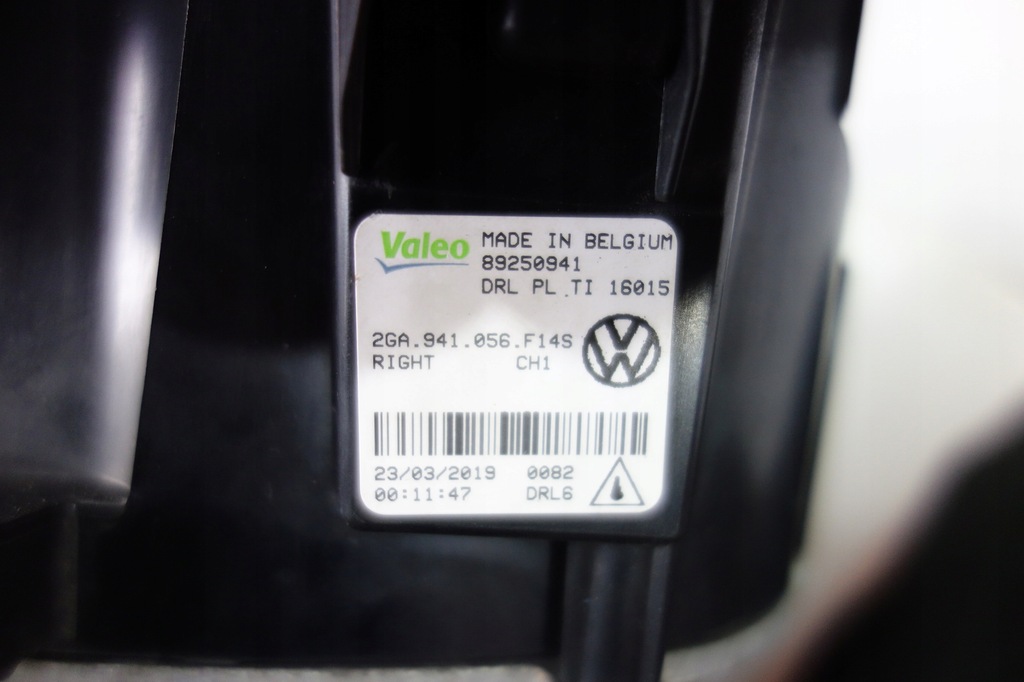 Valeo MADE IN BELGIUM
89250941
DRL PL TI 16015
2GA.941.056.F14S
RIGHT CH1
23/03/2019 0082
00:11:47 DRL6